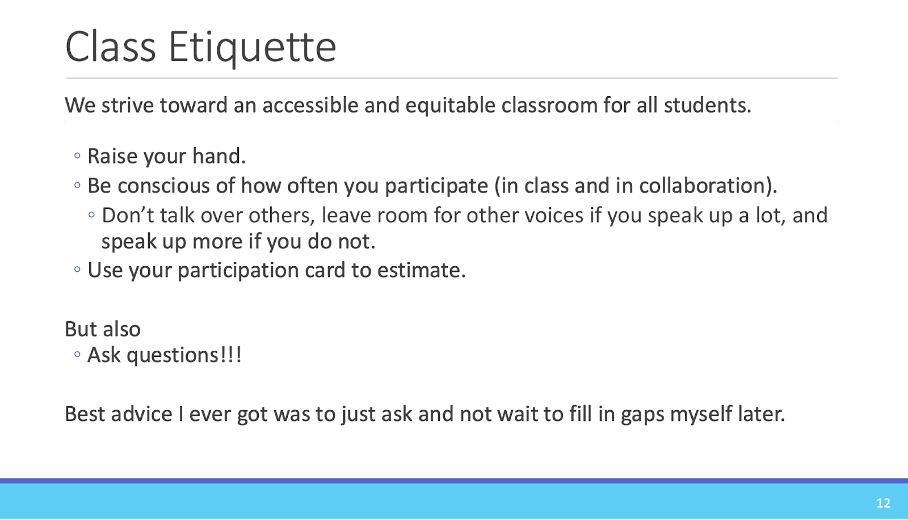 Class Etiquette
We strive toward an accessible and equitable classroom for all students.
◦ Raise your hand.
◦ Be conscious of how often you participate (in class and in collaboration).
◦ Don’t talk over others, leave room for other voices if you speak up a lot, and
speak up more if you do not.
◦ Use your participation card to estimate.
But also
◦ Ask questions!!!
Best advice I ever got was to just ask and not wait to fill in gaps myself later.
12